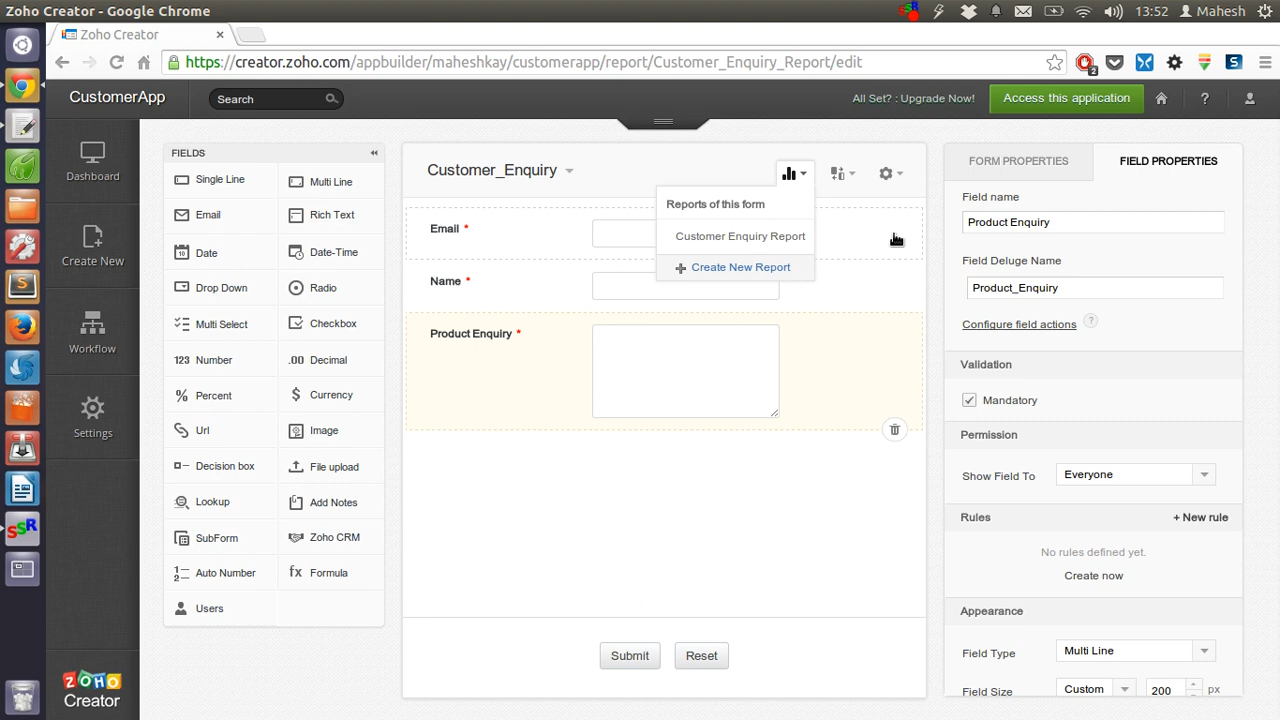 Zoho Creator - Google Chrome
13:52
Mahesh
Zoho Creator
https://creator.zoho.com/appbuilder/maheshkay/customerapp/report/Customer_Enquiry_Report/edit
2
CustomerApp
Search
All Set? : Upgrade Now!
Access this application
?
Dashboard
Create New
Workflow
Settings
ZOHO
Creator
FIELDS
Single Line
Multi Line
Email
Rich Text
Date
Date-Time
Drop Down
Radio
Multi Select
Checkbox
123 Number
.00 Decimal
% Percent
$ Currency
Url
Image
Decision box
File upload
Lookup
Add Notes
SubForm
Zoho CRM
Auto Number
fx Formula
Users
Customer_Enquiry
Reports of this form
Customer Enquiry Report
Create New Report
Email *
Name *
Product Enquiry *
Submit
Reset
FORM PROPERTIES
FIELD PROPERTIES
Field name
Product Enquiry
Field Deluge Name
Product_Enquiry
Configure field actions ?
Validation
Mandatory
Permission
Show Field To
Everyone
Rules
+ New rule
No rules defined yet.
Create now
Appearance
Field Type
Multi Line
Field Size
Custom
200
px